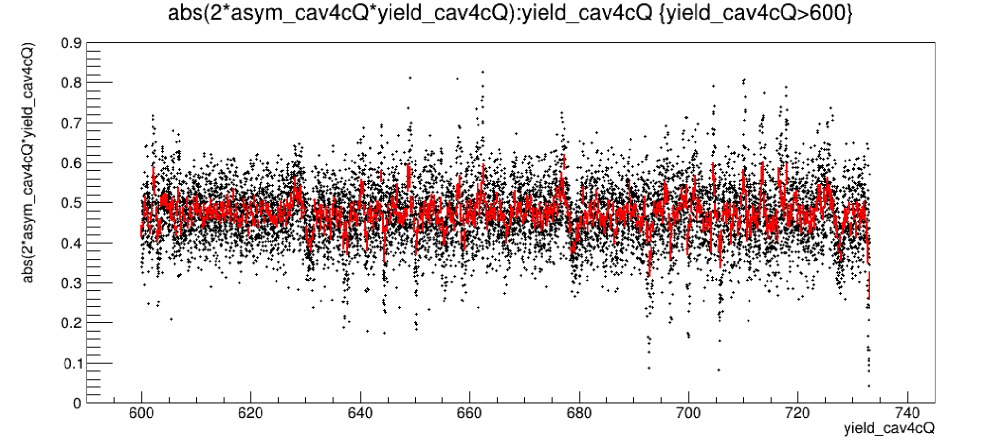 abs(2*asym_cav4cQ*yield_cav4cQ):yield_cav4cQ {yield_cav4cQ>600}
abs(2*asym_cav4cQ*yield_cav4cQ)
0.9
0.8
0.7
0.6
0.5
0.4
0.3
0.2
0.1
0
600 620 640 660 680 700 720 740
yield_cav4cQ